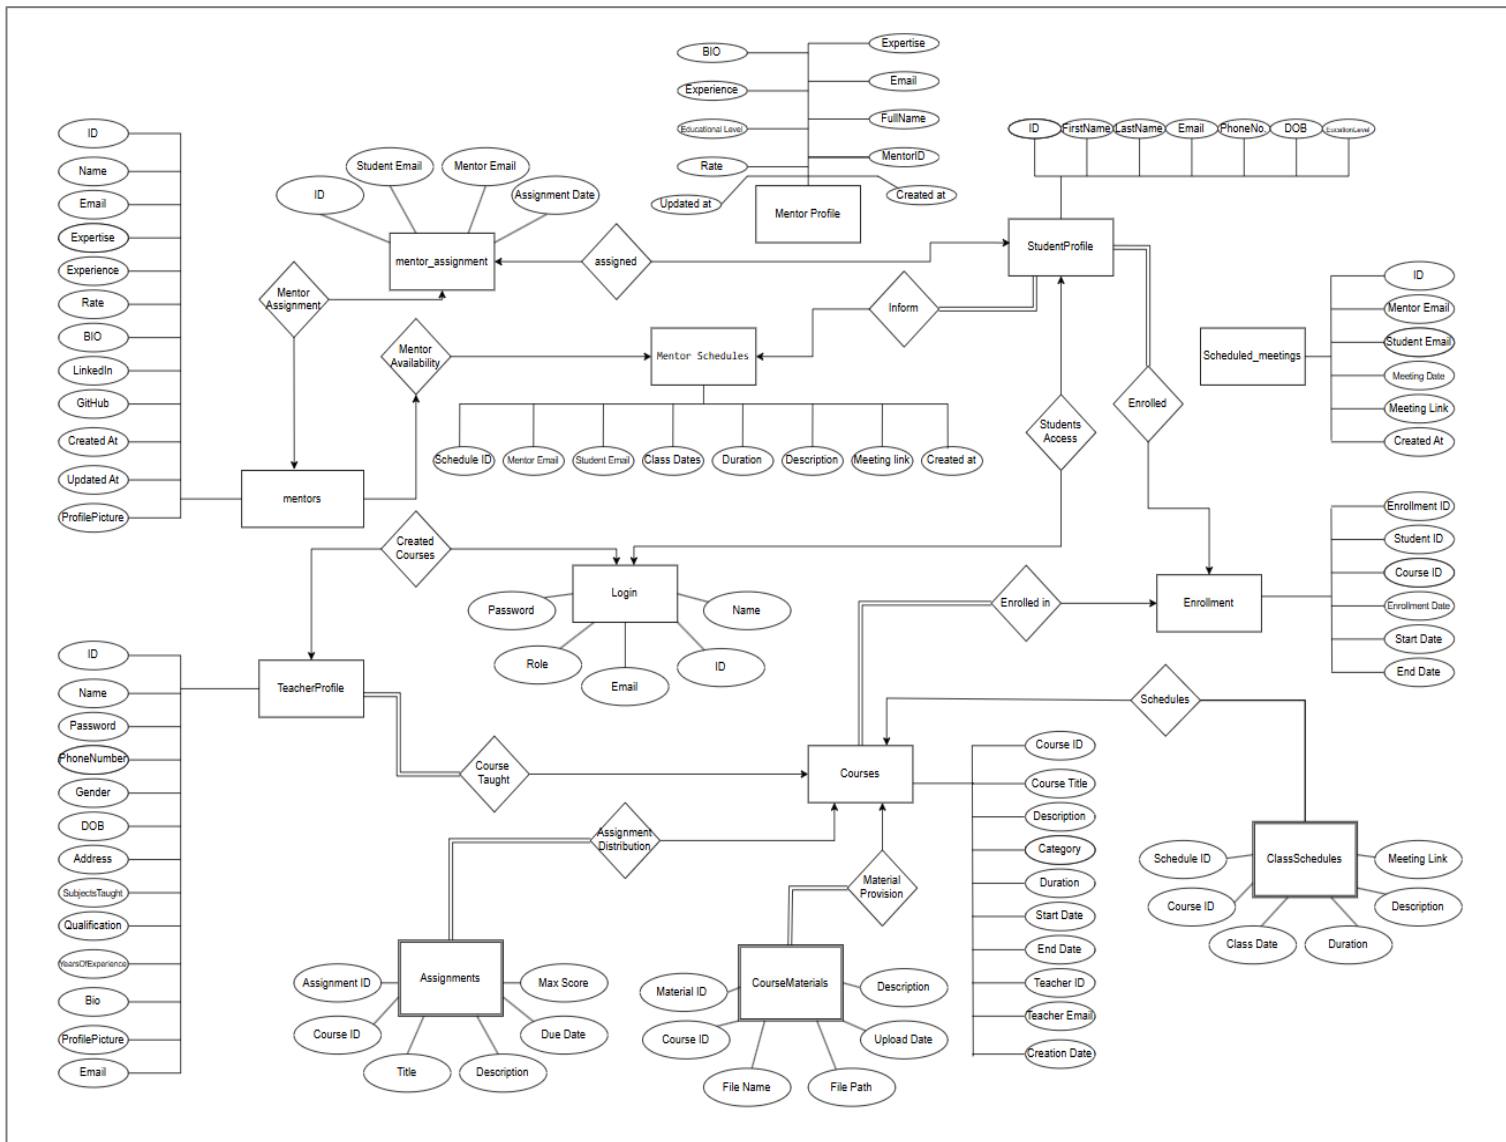 BIO
Expertise
Experience
Email
Educational Level
FullName
Rate
MentorID
Updated at
Created at
Mentor Profile
ID
FirstName
LastName
Email
PhoneNo.
DOB
EucationLevel
StudentProfile
ID
Name
Email
Expertise
Experience
Rate
BIO
LinkedIn
GitHub
Created At
Updated At
ProfilePicture
mentors
ID
Student Email
Mentor Email
Assignment Date
mentor_assignment
assigned
Mentor
Assignment
Mentor
Availability
Inform
Mentor Schedules
Schedule ID
Mentor Email
Student Email
Class Dates
Duration
Description
Meeting link
Created at
Students
Access
Enrolled
Scheduled_meetings
ID
Mentor Email
Student Email
Meeting Date
Meeting Link
Created At
Created
Courses
Login
Password
Name
Role
Email
ID
Enrolled in
Enrollment
Enrollment ID
Student ID
Course ID
Enrollment Date
Start Date
End Date
ID
Name
Password
PhoneNumber
Gender
DOB
Address
SubjectsTaught
Qualification
YearsOfExperience
Bio
ProfilePicture
Email
TeacherProfile
Course
Taught
Courses
Schedules
Course ID
Course Title
Description
Category
Duration
Start Date
End Date
Teacher ID
Teacher Email
Creation Date
Assignment
Distribution
Material
Provision
Assignments
Assignment ID
Max Score
Course ID
Due Date
Title
Description
CourseMaterials
Material ID
Description
Course ID
Upload Date
File Name
File Path
ClassSchedules
Schedule ID
Meeting Link
Course ID
Description
Class Date
Duration